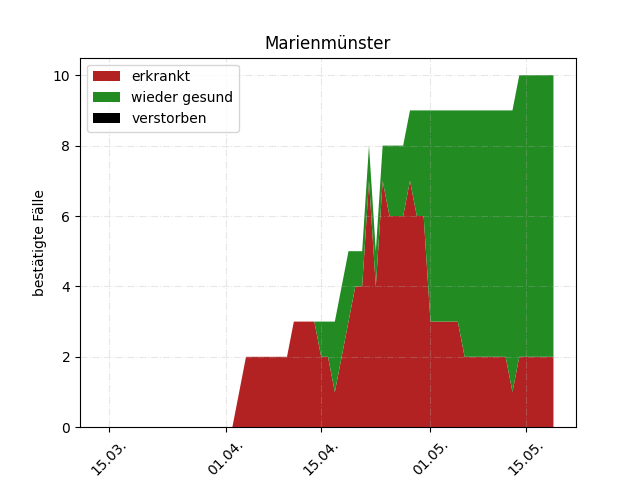 Marienmünster
erkrankt
wieder gesund
verstorben
bestätigte Fälle
10
8
6
4
2
0
15.03.
01.04.
15.04.
01.05.
15.05.